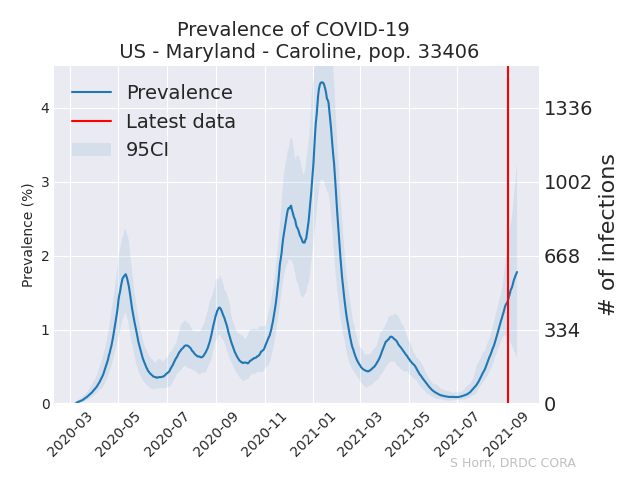 Prevalence of COVID-19
US - Maryland - Caroline, pop. 33406
Prevalence
Latest data
95CI
Prevalence (%)
4
3
2
1
0
1336
1002
668
334
0
# of infections
2020-03
2020-05
2020-07
2020-09
2020-11
2021-01
2021-03
2021-05
2021-07
2021-09
S Horn, DRDC CORA